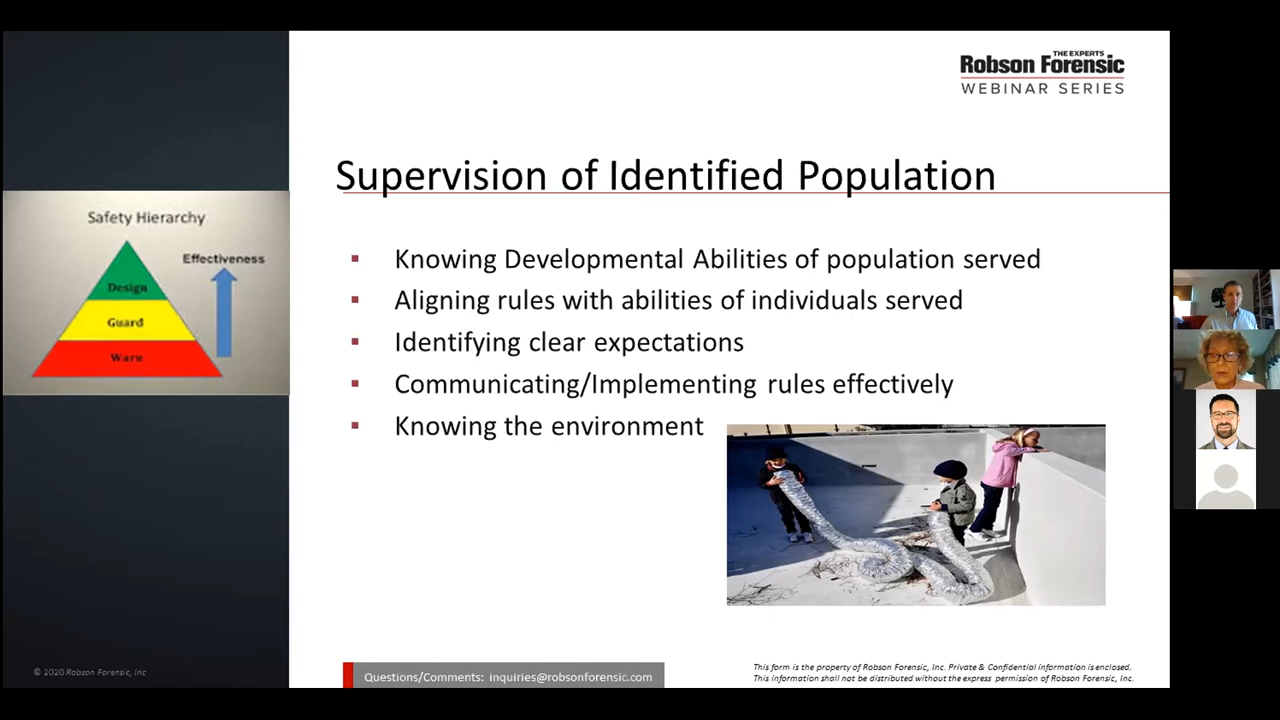 THE EXPERTS
Robson Forensic
WEBINAR SERIES
Supervision of Identified Population
Safety Hierarchy
Effectiveness
Design
Guard
Warn
▪ Knowing Developmental Abilities of population served
▪ Aligning rules with abilities of individuals served
▪ Identifying clear expectations
▪ Communicating/Implementing rules effectively
▪ Knowing the environment
© 2020 Robson Forensic, Inc
Questions/Comments: inquiries@robsonforensic.com
This form is the property of Robson Forensic, Inc. Private & Confidential information is enclosed.
This information shall not be distributed without the express permission of Robson Forensic, Inc.